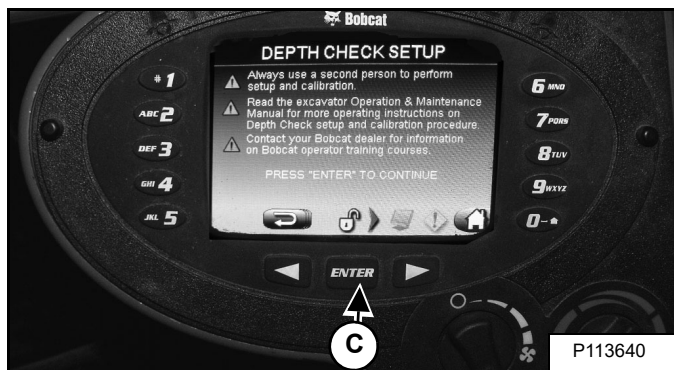 Bobcat
DEPTH CHECK SETUP
Always use a second person to perform
setup and calibration.
Read the excavator Operation & Maintenance
Manual for more operating instructions on
Depth Check setup and calibration procedure.
Contact your Bobcat dealer for information
on Bobcat operator training courses.
PRESS "ENTER" TO CONTINUE
# 1
ABC 2
DEF 3
GHI 4
JKL 5
6 MNO
7 PQRS
8 TUV
9 WXYZ
0-
ENTER
C
P113640